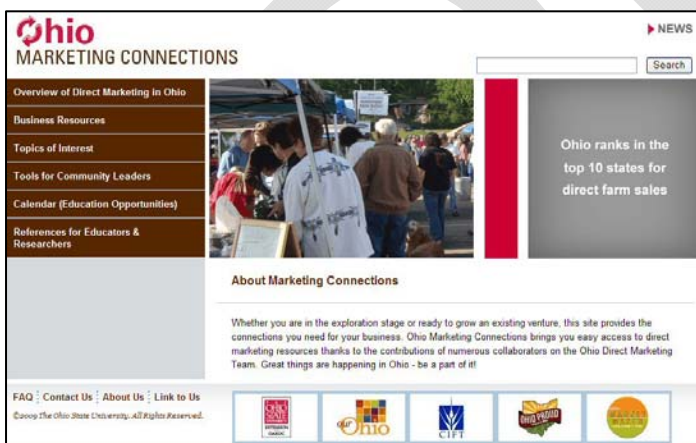 Ohio
MARKETING CONNECTIONS
NEWS
Search
Overview of Direct Marketing in Ohio
Business Resources
Topics of Interest
Tools for Community Leaders
Calendar (Education Opportunities)
References for Educators &
Researchers
Ohio ranks in the
top 10 states for
direct farm sales
About Marketing Connections
Whether you are in the exploration stage or ready to grow an existing venture, this site provides the
connections you need for your business. Ohio Marketing Connections brings you easy access to direct
marketing resources thanks to the contributions of numerous collaborators on the Ohio Direct Marketing
Team. Great things are happening in Ohio - be a part of it!
FAQ Contact Us About Us Link to Us
©2009 The Ohio State University. All Rights Reserved.
OHIO
STATE
EXTENSION
our Ohio
CIFT
OHIO PROUD